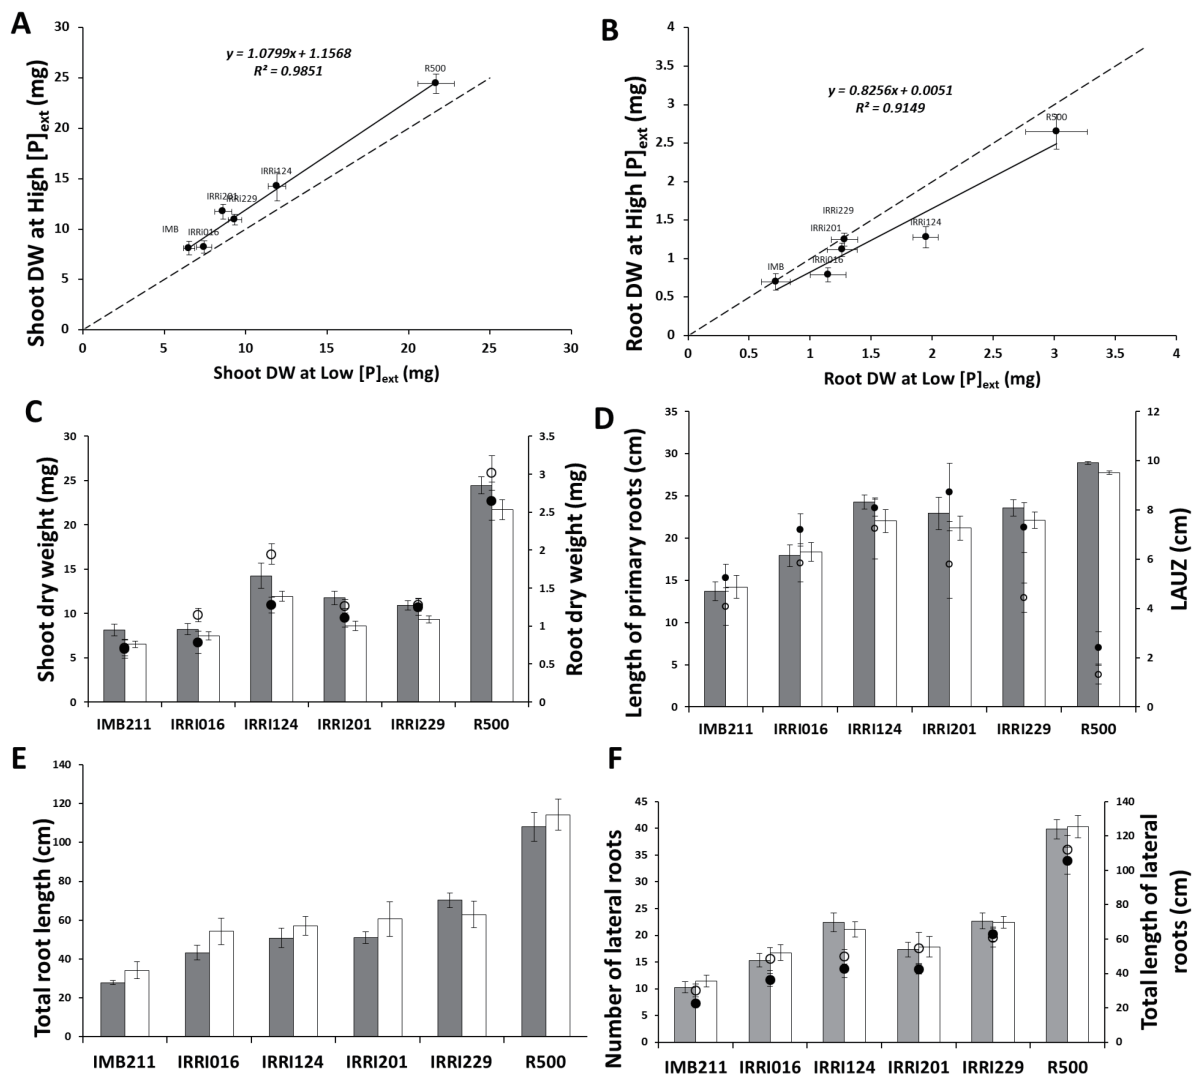 A
y = 1.0799x + 1.1568
R² = 0.9851
R500
IRRi124
IRRi201
IRRi229
IMB
IRRi016
30
25
20
15
10
5
0
0 5 10 15 20 25 30
Shoot DW at High [P]ext (mg)
Shoot DW at Low [P]ext (mg)
B
y = 0.8256x + 0.0051
R² = 0.9149
R500
IRRi229
IRRi201
IRRi124
IMB
IRRi016
4
3.5
3
2.5
2
1.5
1
0.5
0
0 1 0.5 1.5 2 2.5 3 3.5 4
Root DW at High [P]ext (mg)
Root DW at Low [P]ext (mg)
C
30
25
20
15
10
5
0
Shoot dry weight (mg)
3.5
3
2.5
2
1.5
1
0.5
0
Root dry weight (mg)
IMB211 IRRI016 IRRI124 IRRI201 IRRI229 R500
D
35
30
25
20
15
10
5
0
Length of primary roots (cm)
12
10
8
6
4
2
0
LAUZ (cm)
IMB211 IRRI016 IRRI124 IRRI201 IRRI229 R500
E
140
120
100
80
60
40
20
0
Total root length (cm)
IMB211 IRRI016 IRRI124 IRRI201 IRRI229 R500
F
45
40
35
30
25
20
15
10
5
0
Number of lateral roots
140
120
100
80
60
40
20
0
Total length of lateral
roots (cm)
IMB211 IRRI016 IRRI124 IRRI201 IRRI229 R500